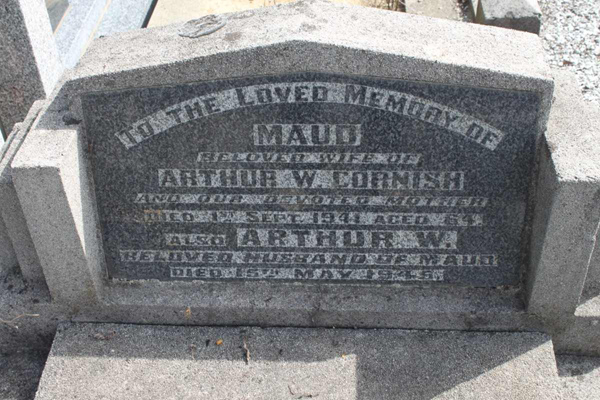 TO THE LOVED MEMORY OF
MAUD
BELOVED WIFE OF
ARTHUR W. CORNISH
AND OUR DEVOTED MOTHER
DIED 1ST SEPT. 1941 AGED 64.
ALSO ARTHUR W.
BELOVED HUSBAND OF MAUD
DIED 15TH MAY 1945.